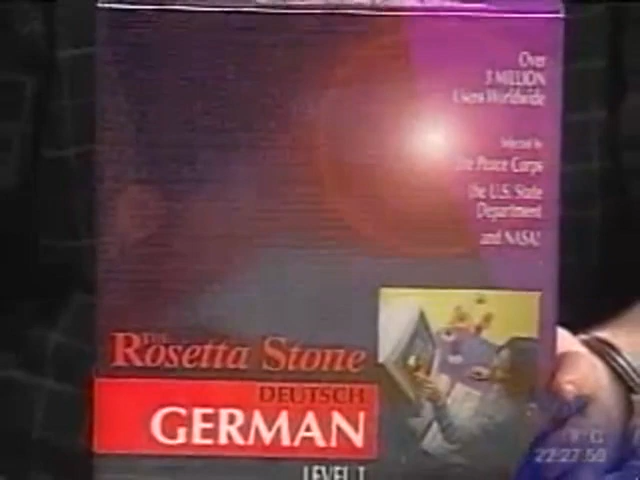 Over
3 MILLION
Users Worldwide
Selected by
The Peace Corps
the U.S. State
Department
and NASA!
THE
Rosetta Stone
DEUTSCH
GERMAN
LEVEL I
22:27:50